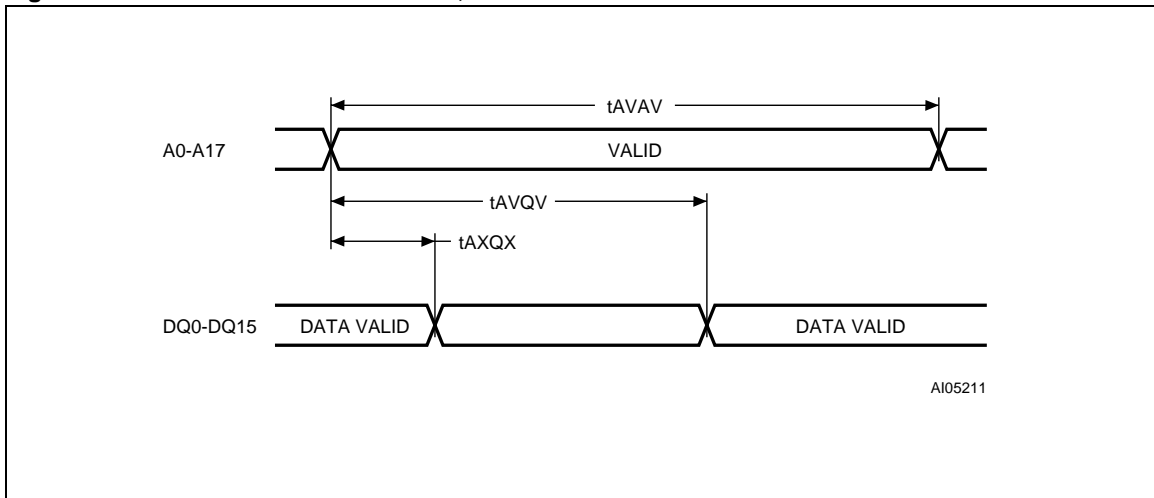 tAVAV
A0-A17 VALID
tAVQV
tAXQX
DQ0-DQ15 DATA VALID DATA VALID
AI05211